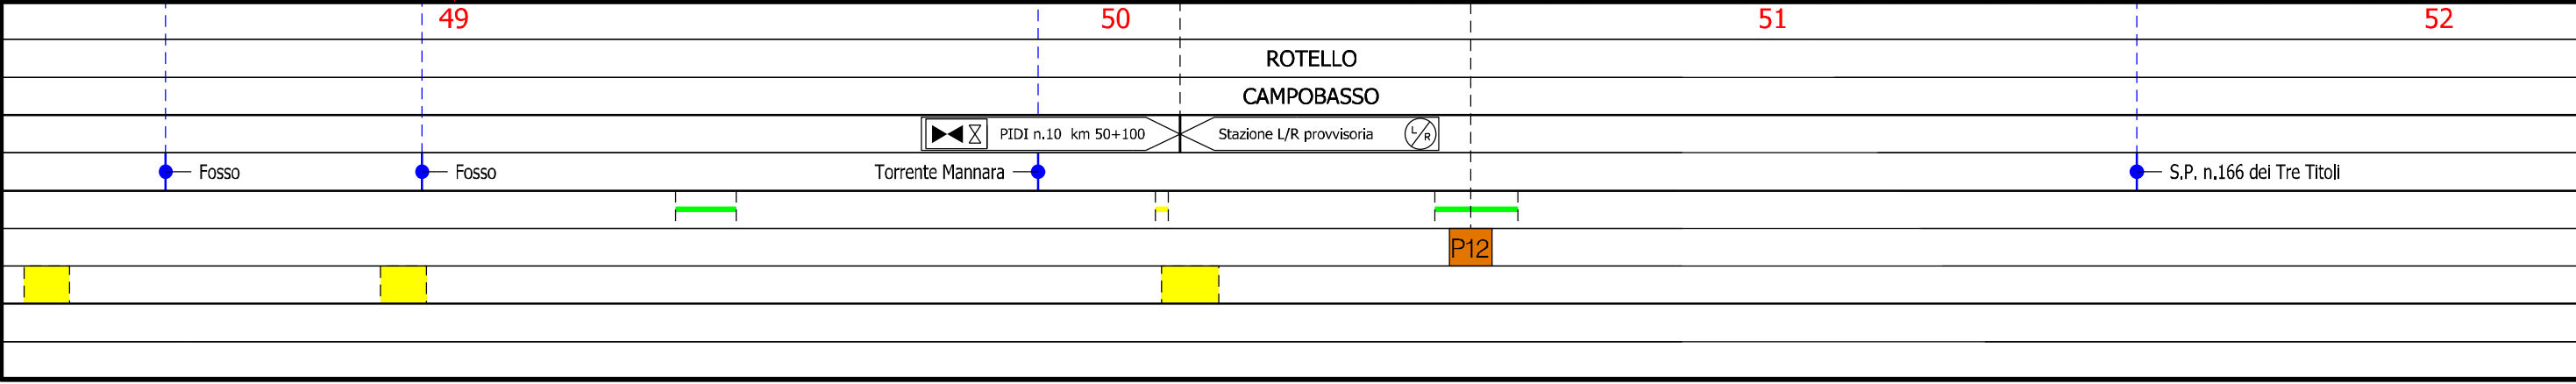 49 50 51 52
ROTELLO
CAMPOBASSO
PIDI n.10 km 50+100 Stazione L/R provvisoria L/R
Fosso Fosso Torrente Mannara S.P. n.166 dei Tre Titoli
P12